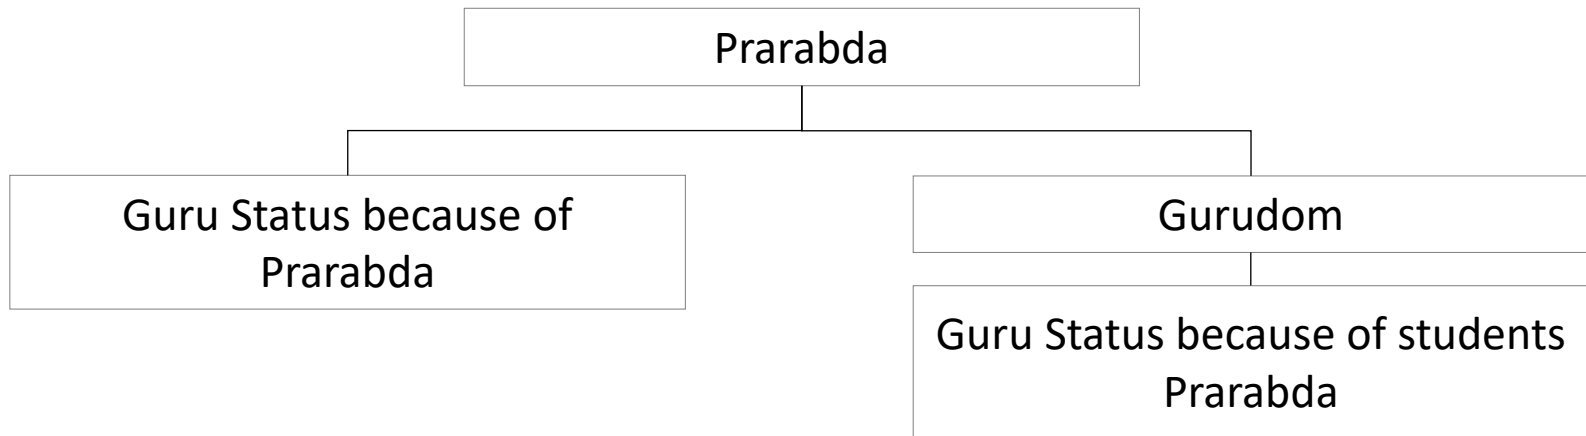 Prarabda
Guru Status because of
Prarabda
Gurudom
Guru Status because of students
Prarabda